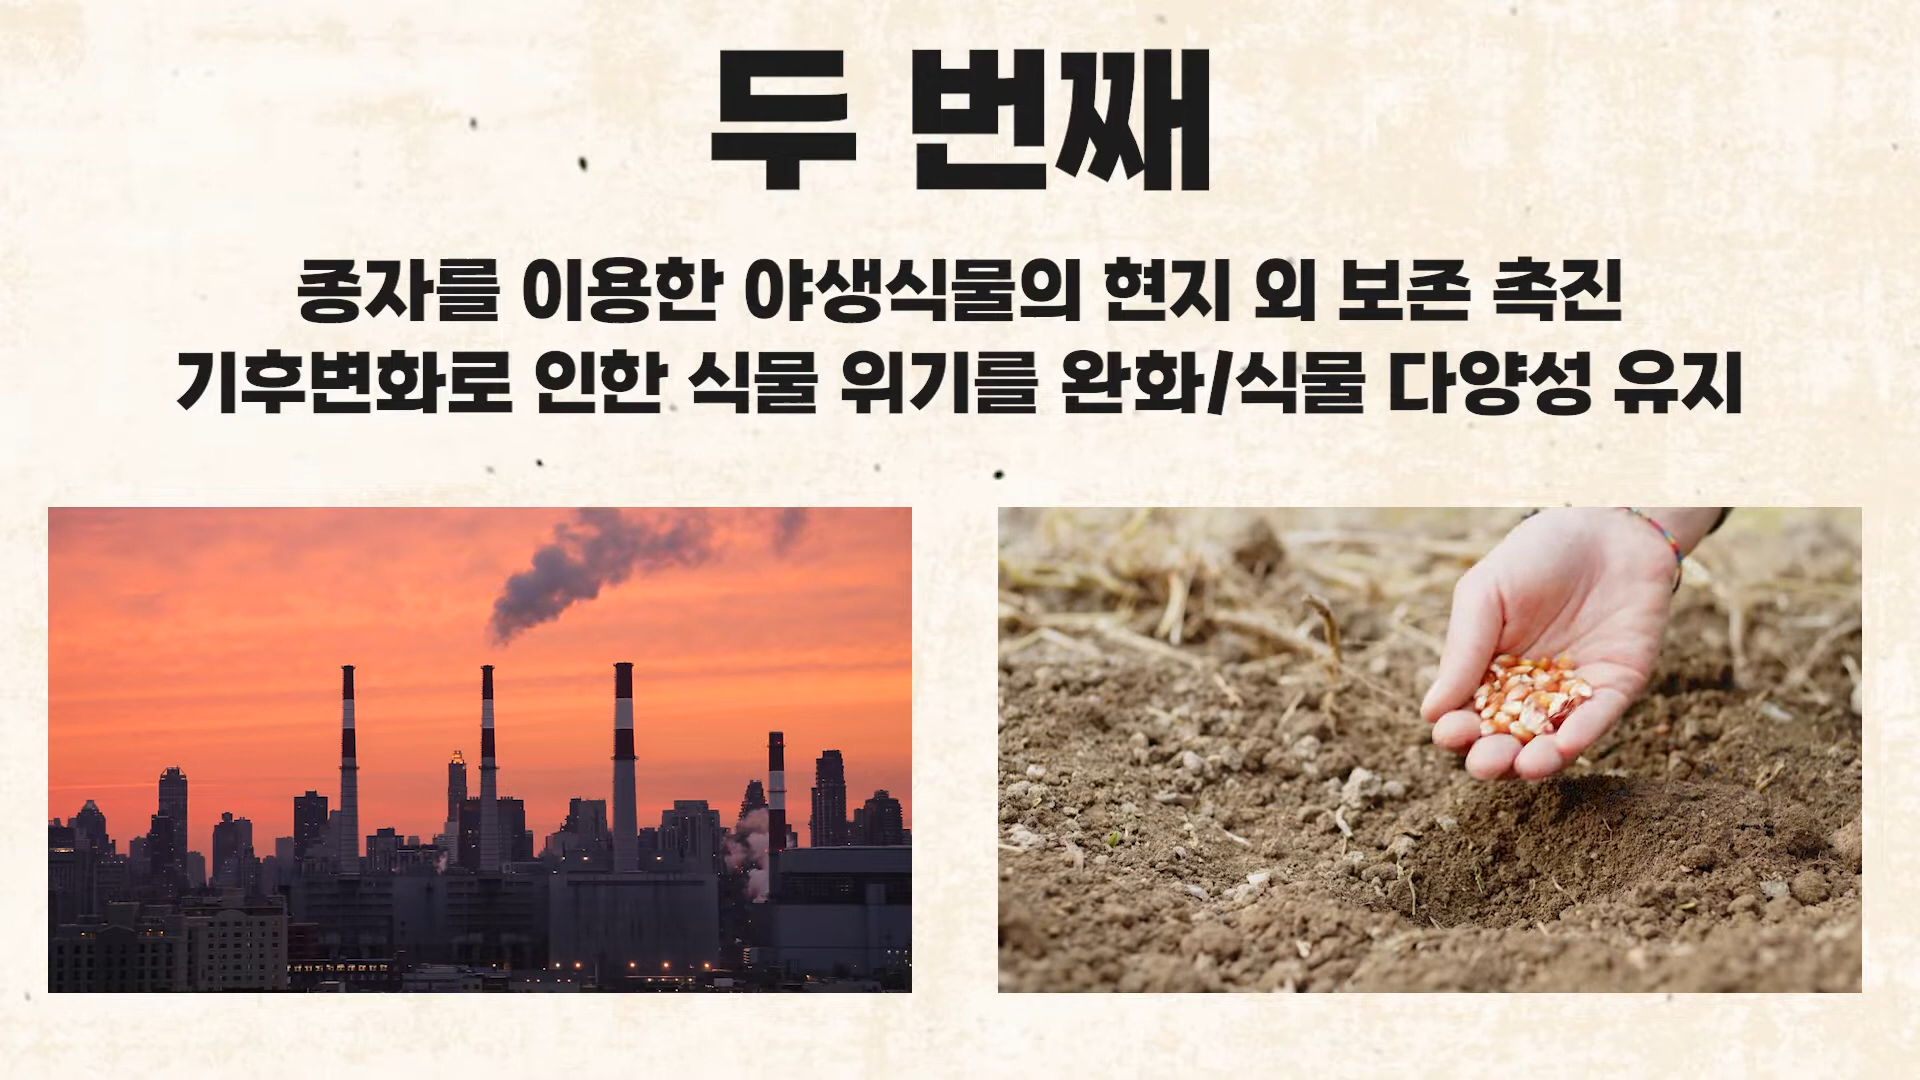 두 번째
종자를 이용한 야생식물의 현지 외 보존 촉진
기후변화로 인한 식물 위기를 완화/식물 다양성 유지